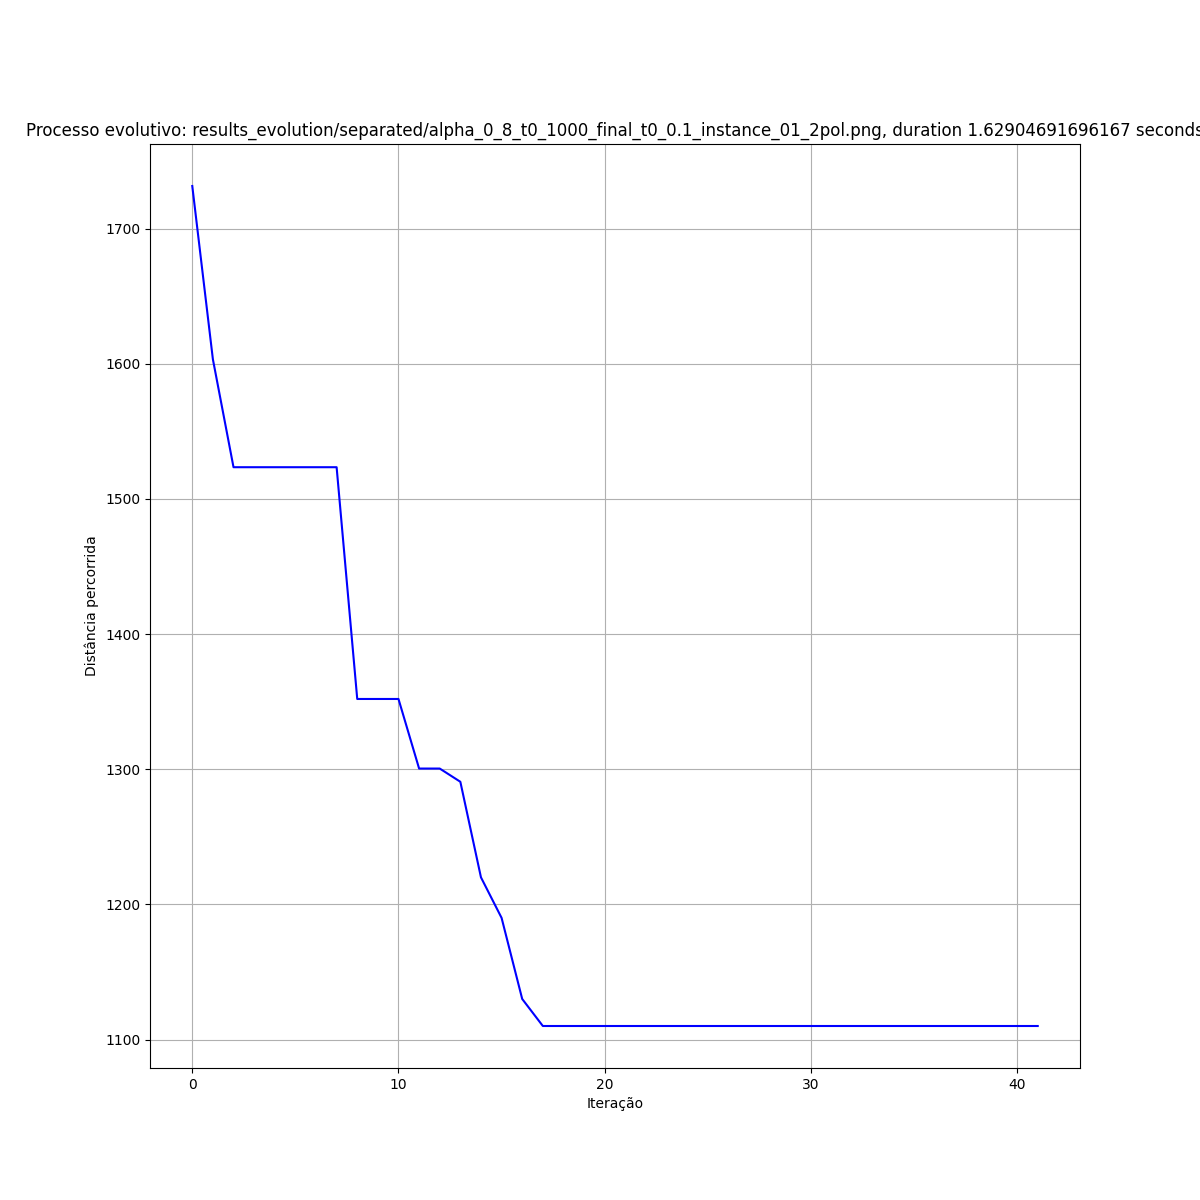 Processo evolutivo: results_evolution/separated/alpha_0_8_t0_1000_final_t0_0.1_instance_01_2pol.png, duration 1.62904691696167 seconds
1700
1600
1500
1400
1300
1200
1100
Distância percorrida
0 10 20 30 40
Iteração